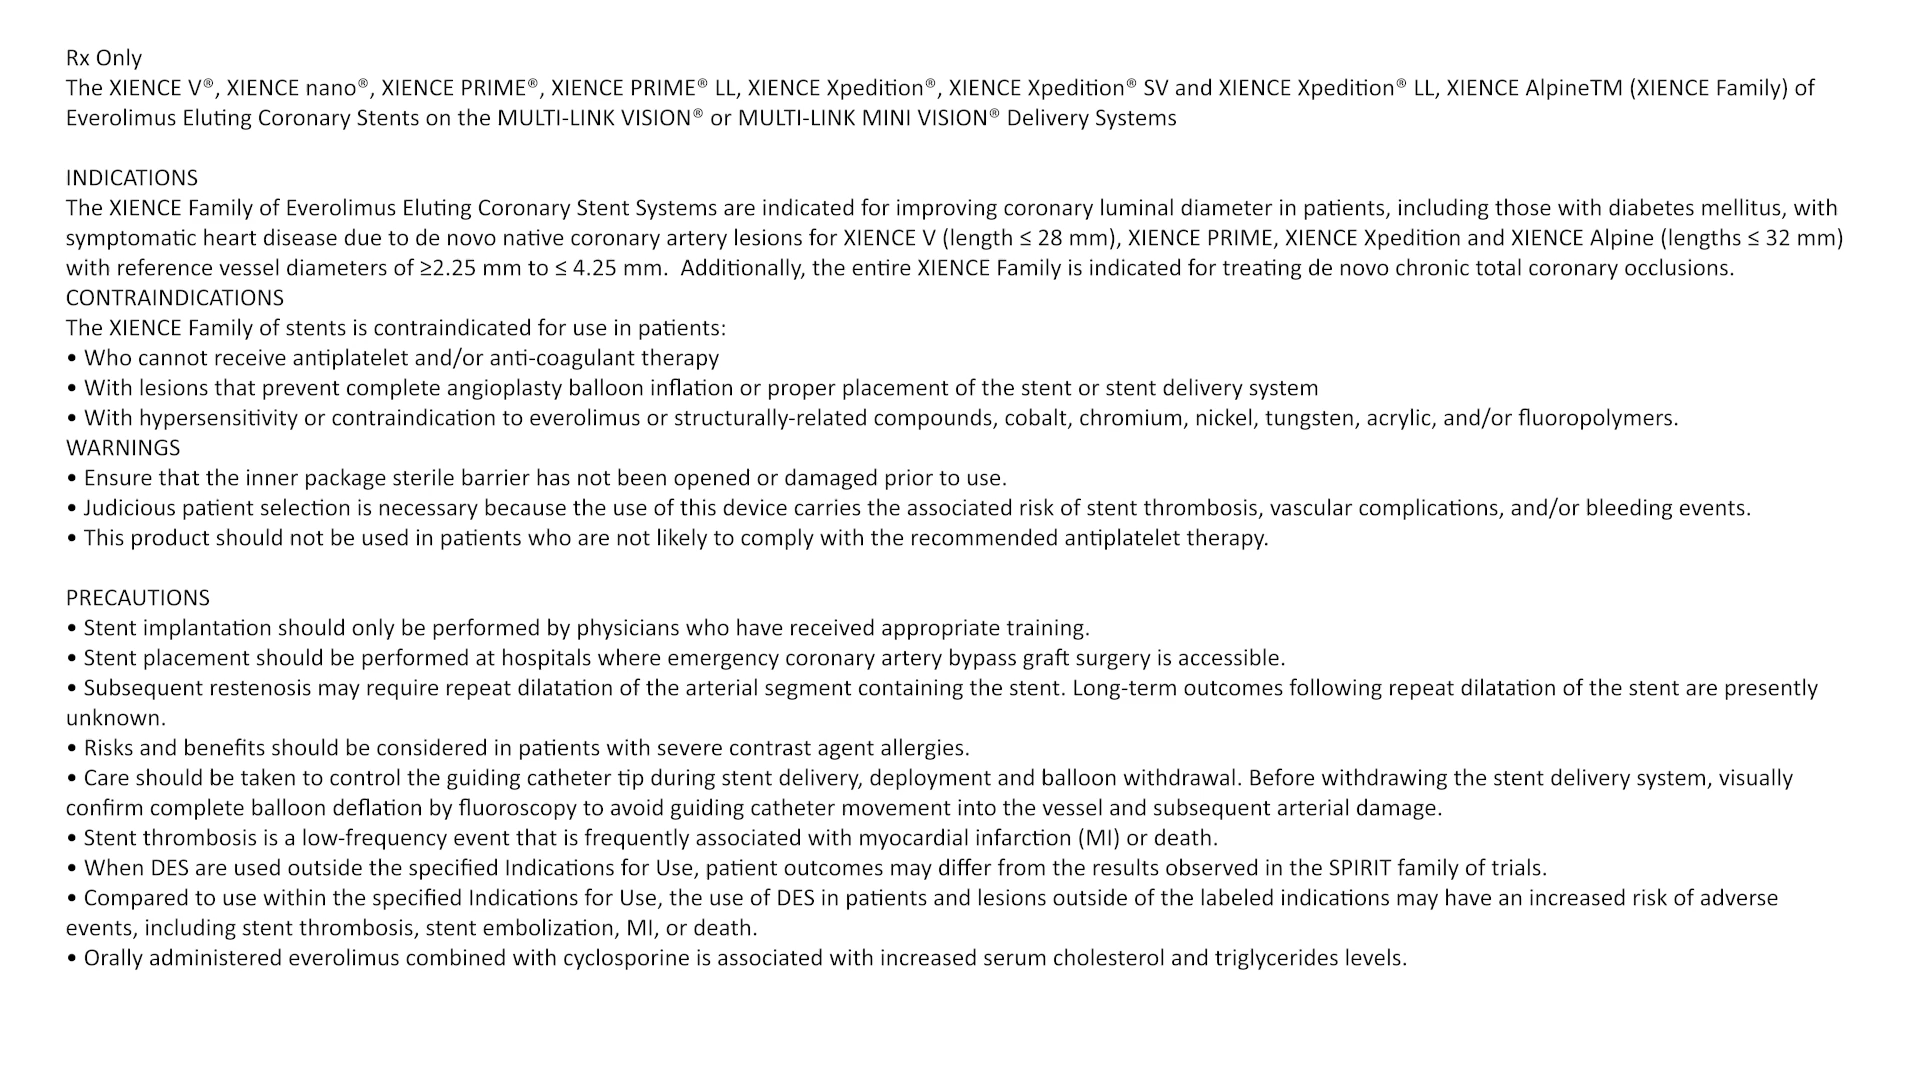 Rx Only
The XIENCE V®, XIENCE nano®, XIENCE PRIME®, XIENCE PRIME® LL, XIENCE Xpedition®, XIENCE Xpedition® SV and XIENCE Xpedition® LL, XIENCE AlpineTM (XIENCE Family) of
Everolimus Eluting Coronary Stents on the MULTI-LINK VISION® or MULTI-LINK MINI VISION® Delivery Systems
INDICATIONS
The XIENCE Family of Everolimus Eluting Coronary Stent Systems are indicated for improving coronary luminal diameter in patients, including those with diabetes mellitus, with
symptomatic heart disease due to de novo native coronary artery lesions for XIENCE V (length ≤ 28 mm), XIENCE PRIME, XIENCE Xpedition and XIENCE Alpine (lengths ≤ 32 mm)
with reference vessel diameters of ≥2.25 mm to ≤ 4.25 mm.  Additionally, the entire XIENCE Family is indicated for treating de novo chronic total coronary occlusions.
CONTRAINDICATIONS
The XIENCE Family of stents is contraindicated for use in patients:
• Who cannot receive antiplatelet and/or anti-coagulant therapy
• With lesions that prevent complete angioplasty balloon inflation or proper placement of the stent or stent delivery system
• With hypersensitivity or contraindication to everolimus or structurally-related compounds, cobalt, chromium, nickel, tungsten, acrylic, and/or fluoropolymers.
WARNINGS
• Ensure that the inner package sterile barrier has not been opened or damaged prior to use.
• Judicious patient selection is necessary because the use of this device carries the associated risk of stent thrombosis, vascular complications, and/or bleeding events.
• This product should not be used in patients who are not likely to comply with the recommended antiplatelet therapy.
PRECAUTIONS
• Stent implantation should only be performed by physicians who have received appropriate training.
• Stent placement should be performed at hospitals where emergency coronary artery bypass graft surgery is accessible.
• Subsequent restenosis may require repeat dilatation of the arterial segment containing the stent. Long-term outcomes following repeat dilatation of the stent are presently
unknown.
• Risks and benefits should be considered in patients with severe contrast agent allergies.
• Care should be taken to control the guiding catheter tip during stent delivery, deployment and balloon withdrawal. Before withdrawing the stent delivery system, visually
confirm complete balloon deflation by fluoroscopy to avoid guiding catheter movement into the vessel and subsequent arterial damage.
• Stent thrombosis is a low-frequency event that is frequently associated with myocardial infarction (MI) or death.
• When DES are used outside the specified Indications for Use, patient outcomes may differ from the results observed in the SPIRIT family of trials.
• Compared to use within the specified Indications for Use, the use of DES in patients and lesions outside of the labeled indications may have an increased risk of adverse
events, including stent thrombosis, stent embolization, MI, or death.
• Orally administered everolimus combined with cyclosporine is associated with increased serum cholesterol and triglycerides levels.